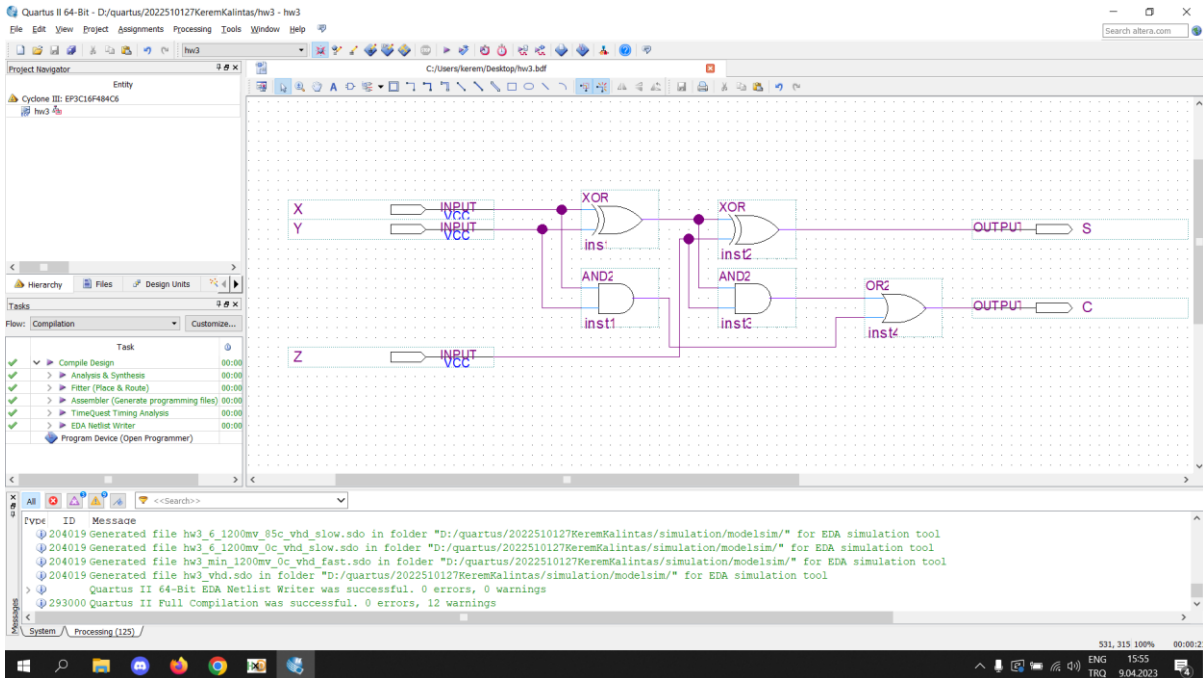 Quartus II 64-Bit - D:/quartus/2022510127KeremKalintas/hw3 - hw3
File Edit View Project Assignments Processing Tools Window Help
Search altera.com
hw3
Project Navigator
Entity
Cyclone III: EP3C16F484C6
hw3
Hierarchy Files Design Units
Tasks
Flow: Compilation Customize...
Task
Compile Design 00:00
Analysis & Synthesis 00:00
Fitter (Place & Route) 00:00
Assembler (Generate programming files) 00:00
TimeQuest Timing Analysis 00:00
EDA Netlist Writer 00:00
Program Device (Open Programmer)
C:/Users/kerem/Desktop/hw3.bdf
X INPUT
VCC
Y INPUT
VCC
XOR
inst
XOR
inst2
OUTPUT S
AND2
inst1
AND2
inst3
OR2
inst4
OUTPUT C
Z INPUT
VCC
All <<Search>>
Type ID Message
204019 Generated file hw3_6_1200mv_85c_vhd_slow.sdo in folder "D:/quartus/2022510127KeremKalintas/simulation/modelsim/" for EDA simulation tool
204019 Generated file hw3_6_1200mv_0c_vhd_slow.sdo in folder "D:/quartus/2022510127KeremKalintas/simulation/modelsim/" for EDA simulation tool
204019 Generated file hw3_min_1200mv_0c_vhd_fast.sdo in folder "D:/quartus/2022510127KeremKalintas/simulation/modelsim/" for EDA simulation tool
204019 Generated file hw3_vhd.sdo in folder "D:/quartus/2022510127KeremKalintas/simulation/modelsim/" for EDA simulation tool
Quartus II 64-Bit EDA Netlist Writer was successful. 0 errors, 0 warnings
293000 Quartus II Full Compilation was successful. 0 errors, 12 warnings
Messages
System Processing (125)
531, 315 100% 00:00:2
ENG 15:55
TRQ 9.04.2023